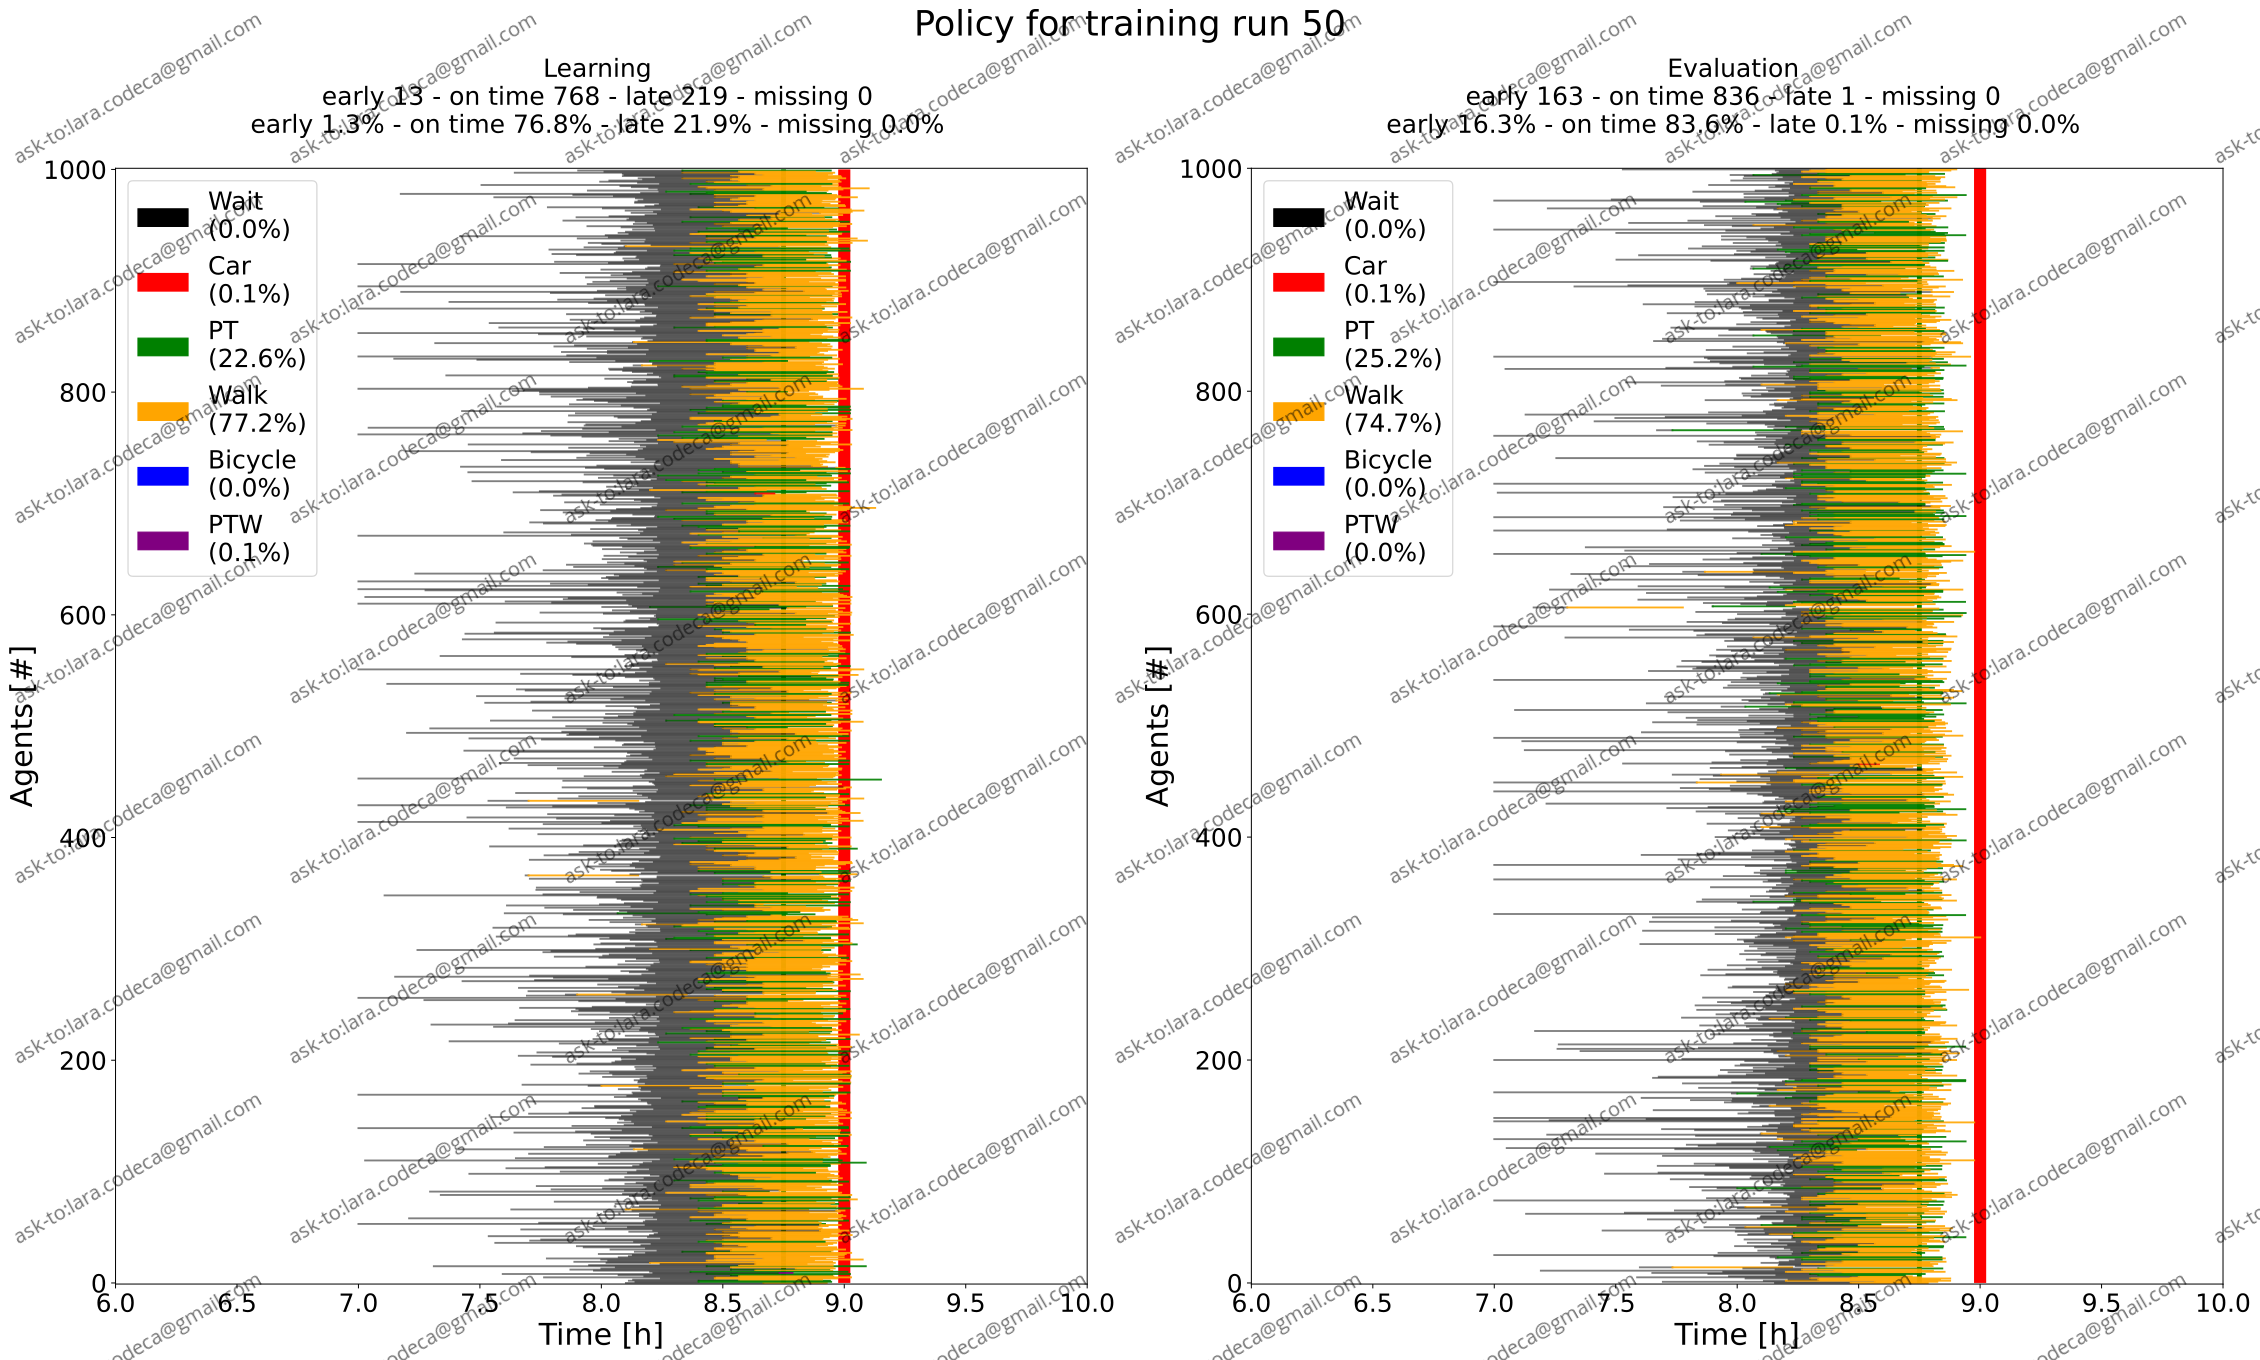 Policy for training run 50
Learning
early 13 - on time 768 - late 219 - missing 0
early 1.3% - on time 76.8% - late 21.9% - missing 0.0%
1000
800
600
400
200
0
Agents [#]
Wait
(0.0%)
Car
(0.1%)
PT
(22.6%)
Walk
(77.2%)
Bicycle
(0.0%)
PTW
(0.1%)
6.0 6.5 7.0 7.5 8.0 8.5 9.0 9.5 10.0
Time [h]
Evaluation
early 163 - on time 836 - late 1 - missing 0
early 16.3% - on time 83.6% - late 0.1% - missing 0.0%
1000
800
600
400
200
0
Agents [#]
Wait
(0.0%)
Car
(0.1%)
PT
(25.2%)
Walk
(74.7%)
Bicycle
(0.0%)
PTW
(0.0%)
6.0 6.5 7.0 7.5 8.0 8.5 9.0 9.5 10.0
Time [h]
ask-to:lara.codeca@gmail.com